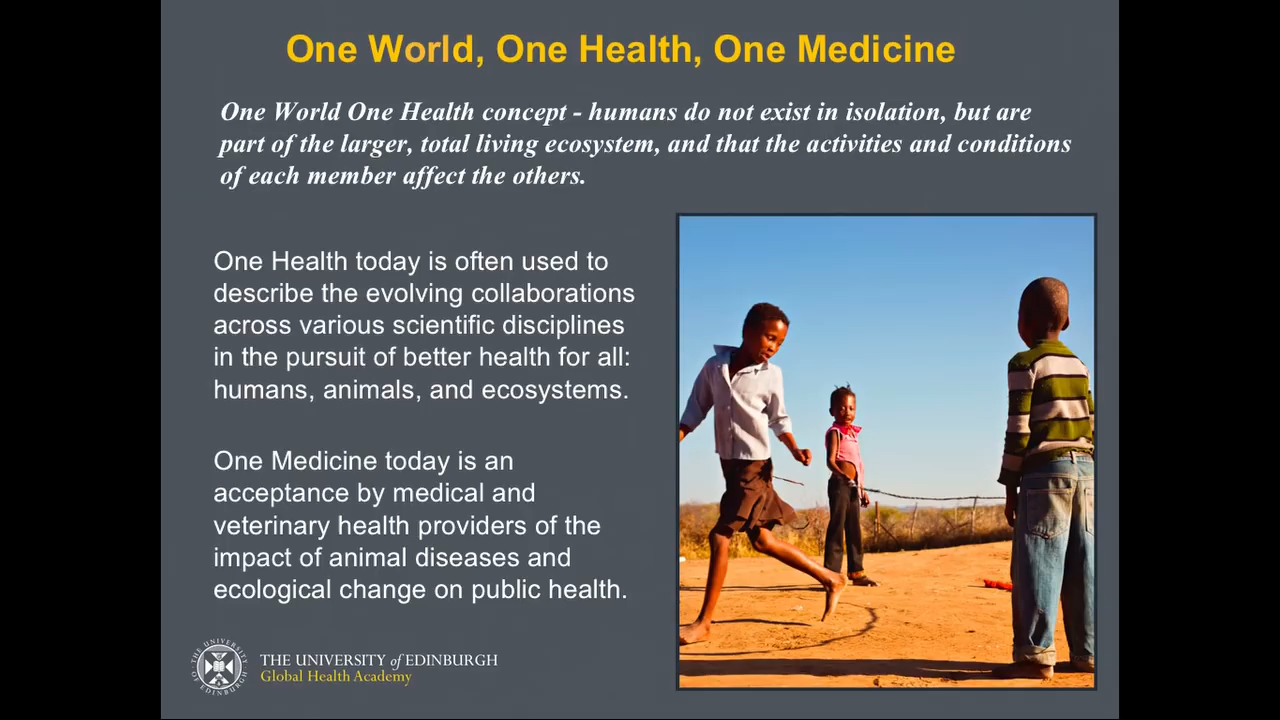 One World, One Health, One Medicine
One World One Health concept - humans do not exist in isolation, but are
part of the larger, total living ecosystem, and that the activities and conditions
of each member affect the others.
One Health today is often used to
describe the evolving collaborations
across various scientific disciplines
in the pursuit of better health for all:
humans, animals, and ecosystems.
One Medicine today is an
acceptance by medical and
veterinary health providers of the
impact of animal diseases and
ecological change on public health.
THE UNIVERSITY OF EDINBURGH
THE UNIVERSITY of EDINBURGH
Global Health Academy